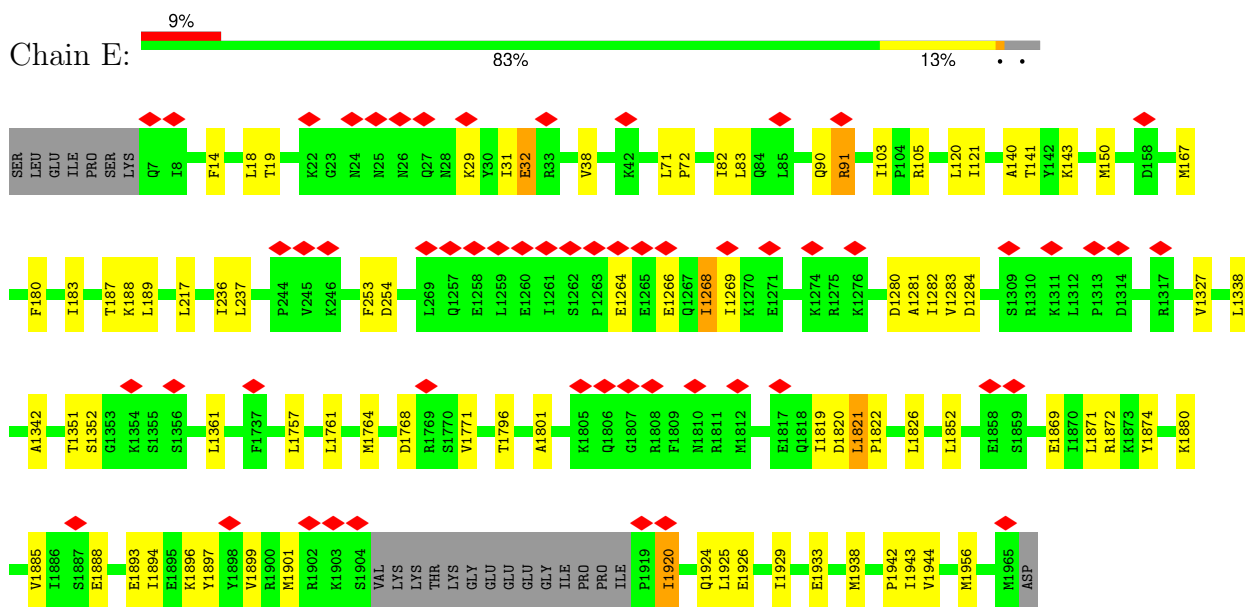 9%
Chain E:
83% 13% • •
SER LEU GLU ILE PRO SER LYS Q7 I8 F14 L18 T19 K22 G23 N24 N25 N26 Q27 N28 K29 Y30 I31 E32 R33 V38 K42 L71 P72 I82 L83 Q84 L85 Q90 R91 I103 P104 R105 L120 I121 A140 T141 Y142 K143 M150 D158 M167
F180 I183 T187 K188 L189 L217 I236 L237 P244 V245 K246 F253 D254 L269 Q1257 E1258 L1259 E1260 I1261 S1262 P1263 E1264 E1265 E1266 Q1267 I1268 I1269 K1270 E1271 K1274 R1275 K1276 D1280 A1281 I1282 V1283 D1284 S1309 R1310 K1311 L1312 P1313 D1314 R1317 V1327 L1338
A1342 T1351 S1352 G1353 K1354 S1355 S1356 L1361 F1737 L1757 L1761 M1764 D1768 R1769 S1770 V1771 T1796 A1801 K1805 Q1806 G1807 R1808 F1809 N1810 R1811 M1812 E1817 Q1818 I1819 D1820 L1821 P1822 L1826 L1852 E1858 S1859 E1869 I1870 L1871 R1872 K1873 Y1874 K1880
V1885 I1886 S1887 E1888 E1893 I1894 E1895 K1896 Y1897 Y1898 V1899 R1900 M1901 R1902 K1903 S1904 VAL LYS LYS THR LYS GLY GLU GLU GLU GLY ILE PRO PRO ILE P1919 I1920 Q1924 L1925 E1926 I1929 E1933 M1938 P1942 I1943 V1944 M1956 M1965 ASP